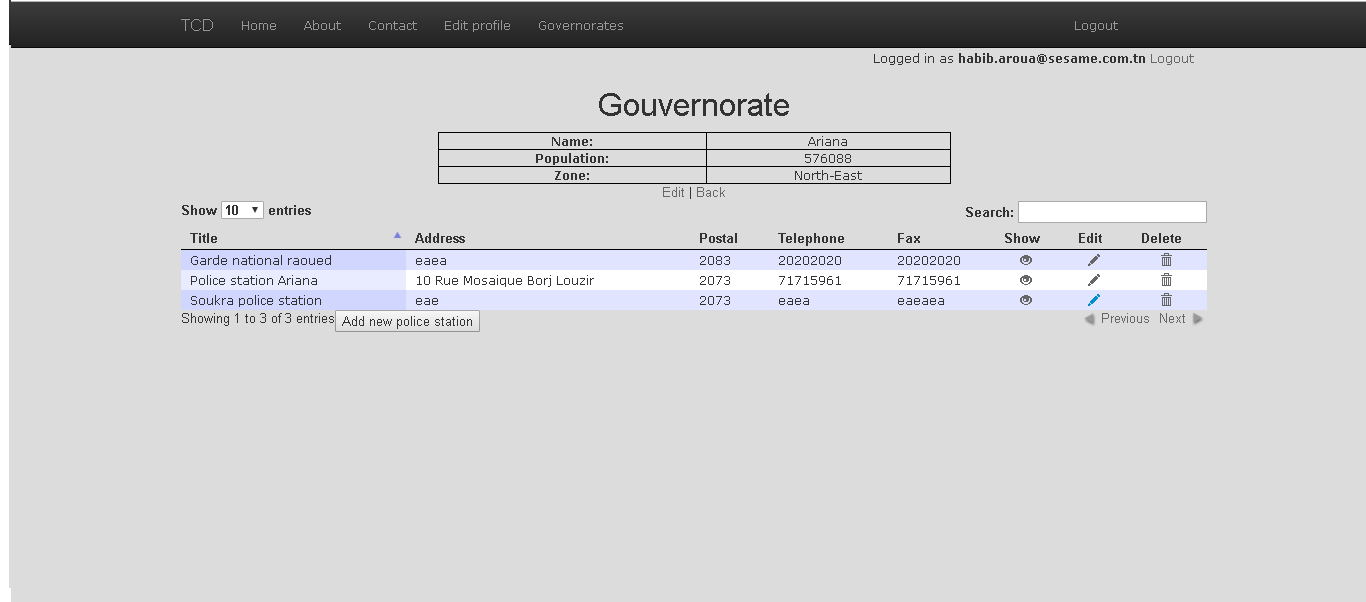 TCD Home About Contact Edit profile Governorates Logout
Logged in as habib.aroua@sesame.com.tn Logout
Gouvernorate
Name: Ariana
Population: 576088
Zone: North-East
Edit | Back
Show 10 entries Search:
Title Address Postal Telephone Fax Show Edit Delete
Garde national raoued eaea 2083 20202020 20202020
Police station Ariana 10 Rue Mosaique Borj Louzir 2073 71715961 71715961
Soukra police station eae 2073 eaea eaeaea
Showing 1 to 3 of 3 entries Add new police station Previous Next